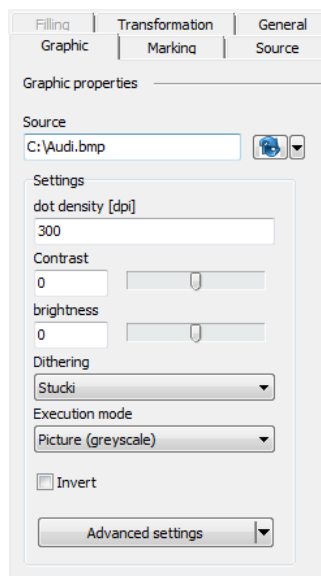 Filling Transformation General
Graphic Marking Source
Graphic properties
Source
C:\Audi.bmp
Settings
dot density [dpi]
300
Contrast
0
brightness
0
Dithering
Stucki
Execution mode
Picture (greyscale)
Invert
Advanced settings